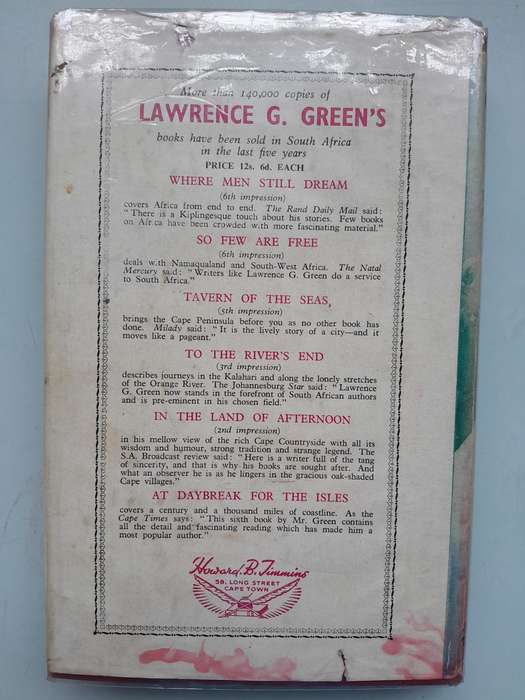 More than 140,000 copies of
LAWRENCE G. GREEN'S
books have been sold in South Africa
in the last five years
PRICE 12s. 6d. EACH
WHERE MEN STILL DREAM
(6th impression)
covers Africa from end to end. The Rand Daily Mail said:
"There is a Kiplingesque touch about his stories. Few books
on Africa have been crowded with more fascinating material."
SO FEW ARE FREE
(6th impression)
deals with Namaqualand and South-West Africa. The Natal
Mercury said: "Writers like Lawrence G. Green do a service
to South Africa."
TAVERN OF THE SEAS,
(5th impression)
brings the Cape Peninsula before you as no other book has
done. Milady said: "It is the lively story of a city—and it
moves like a pageant."
TO THE RIVER'S END
(3rd impression)
describes journeys in the Kalahari and along the lonely stretches
of the Orange River. The Johannesburg Star said: "Lawrence
G. Green now stands in the forefront of South African authors
and is pre-eminent in his chosen field."
IN THE LAND OF AFTERNOON
(2nd impression)
in his mellow view of the rich Cape Countryside with all its
wisdom and humour, strong tradition and strange legend. The
S.A. Broadcast review said: "Here is a writer full of the tang
of sincerity, and that is why his books are sought after. And
what an observer he is as he lingers in the gracious oak-shaded
Cape villages."
AT DAYBREAK FOR THE ISLES
covers a century and a thousand miles of coastline. As the
Cape Times says: "This sixth book by Mr. Green contains
all the detail and fascinating reading which has made him a
most popular author."
Howard B. Timmins
58, LONG STREET
CAPE TOWN